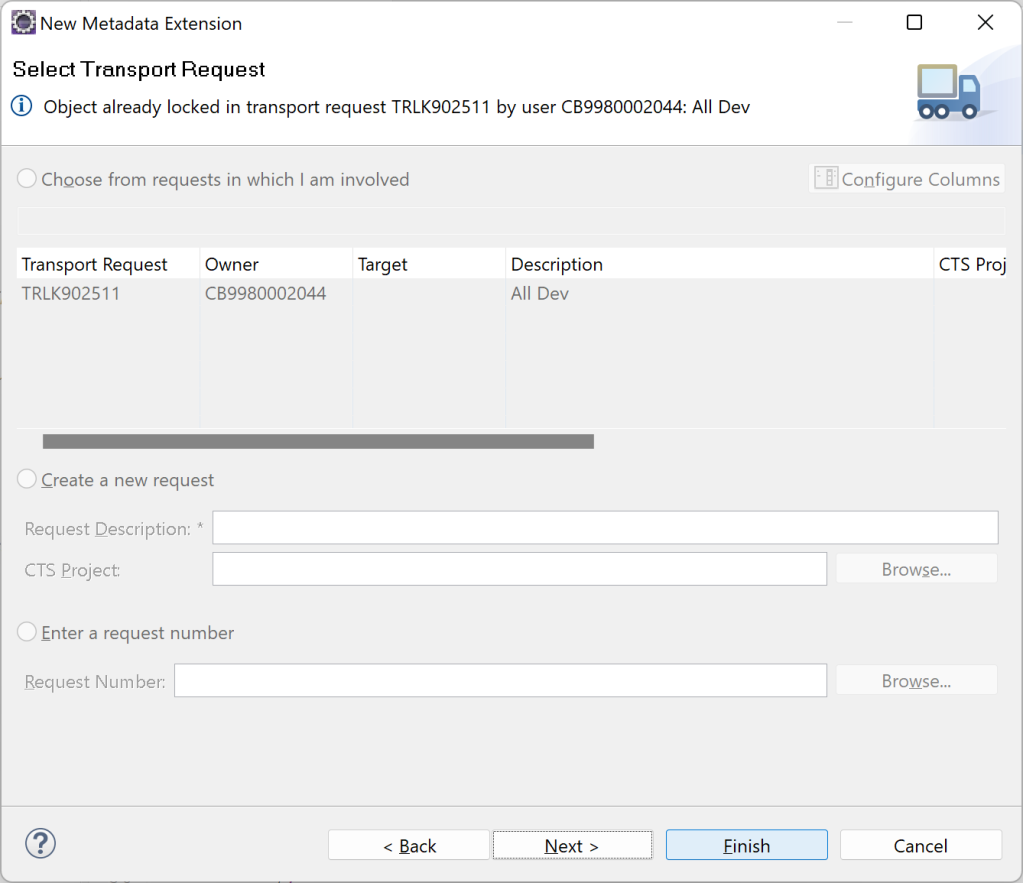 New Metadata Extension
Select Transport Request
Object already locked in transport request TRLK902511 by user CB9980002044: All Dev
Choose from requests in which I am involved
Configure Columns
Transport Request Owner Target Description CTS Proj
TRLK902511 CB9980002044 All Dev
Create a new request
Request Description: *
CTS Project: Browse...
Enter a request number
Request Number: Browse...
? < Back Next > Finish Cancel